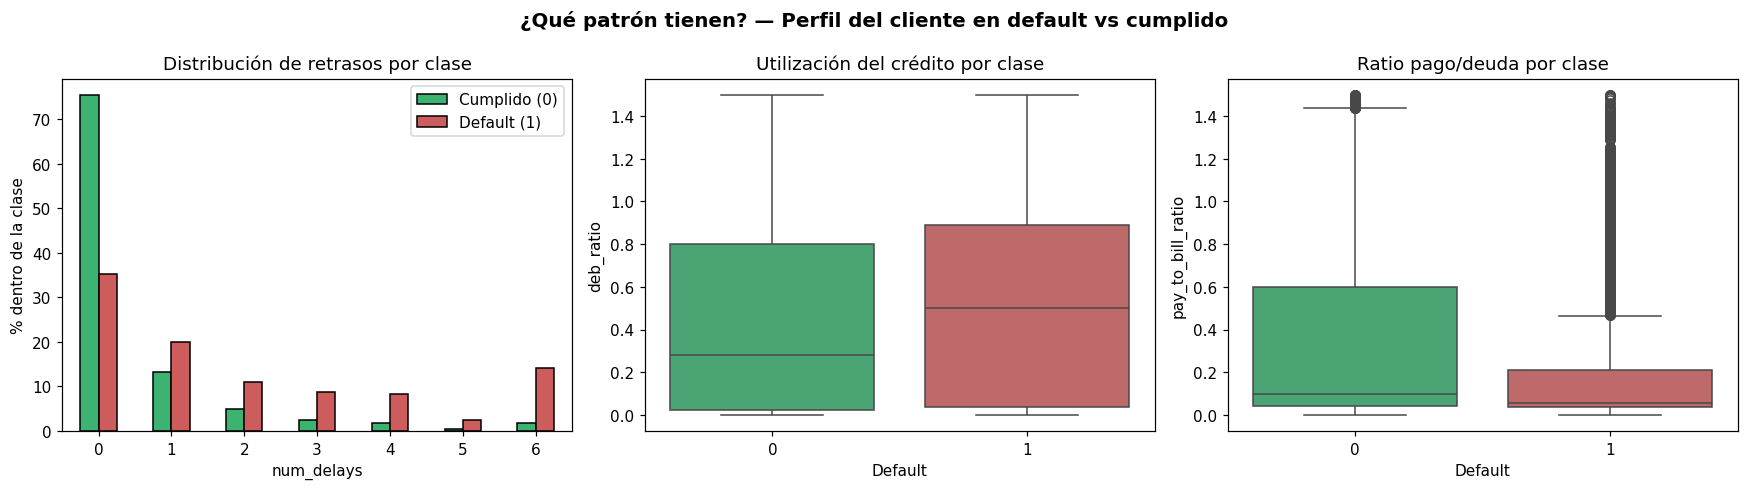 ¿Qué patrón tienen? — Perfil del cliente en default vs cumplido
Distribución de retrasos por clase
% dentro de la clase
70
60
50
40
30
20
10
0
Cumplido (0)
Default (1)
0 1 2 3 4 5 6
num_delays
Utilización del crédito por clase
deb_ratio
1.4
1.2
1.0
0.8
0.6
0.4
0.2
0.0
0 1
Default
Ratio pago/deuda por clase
pay_to_bill_ratio
1.4
1.2
1.0
0.8
0.6
0.4
0.2
0.0
0 1
Default